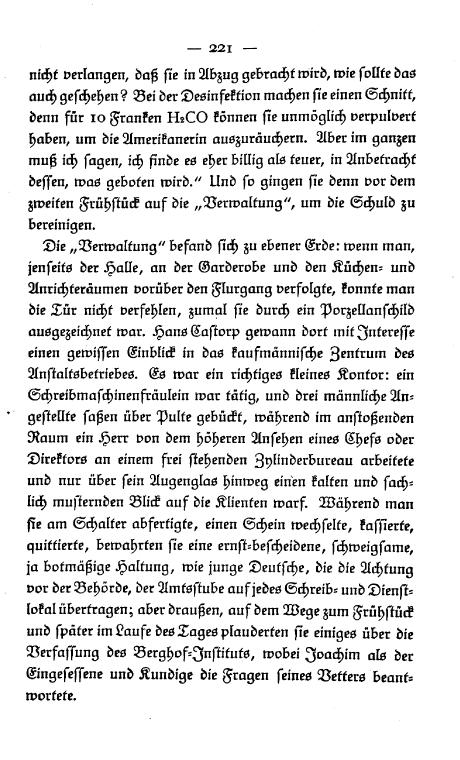 — 221 —
nicht verlangen, daß sie in Abzug gebracht wird, wie sollte das
auch geschehen? Bei der Desinfektion machen sie einen Schnitt,
denn für 10 Franken H₂CO können sie unmöglich verpulvert
haben, um die Amerikanerin auszuräuchern. Aber im ganzen
muß ich sagen, ich finde es eher billig als teuer, in Anbetracht
dessen, was geboten wird.“ Und so gingen sie denn vor dem
zweiten Frühstück auf die „Verwaltung“, um die Schuld zu
bereinigen.
Die „Verwaltung“ befand sich zu ebener Erde: wenn man,
jenseits der Halle, an der Garderobe und den Küchen- und
Anrichteräumen vorüber den Flurgang verfolgte, konnte man
die Tür nicht verfehlen, zumal sie durch ein Porzellanschild
ausgezeichnet war. Hans Castorp gewann dort mit Interesse
einen gewissen Einblick in das kaufmännische Zentrum des
Anstaltsbetriebes. Es war ein richtiges kleines Kontor: ein
Schreibmaschinenfräulein war tätig, und drei männliche An-
gestellte saßen über Pulte gebückt, während im anstoßenden
Raum ein Herr von dem höheren Ansehen eines Chefs oder
Direktors an einem frei stehenden Zylinderbureau arbeitete
und nur über sein Augenglas hinweg einen kalten und sach-
lich musternden Blick auf die Klienten warf. Während man
sie am Schalter abfertigte, einen Schein wechselte, kassierte,
quittierte, bewahrten sie eine ernst-bescheidene, schweigsame,
ja botmäßige Haltung, wie junge Deutsche, die die Achtung
vor der Behörde, der Amtsstube auf jedes Schreib- und Dienst-
lokal übertragen; aber draußen, auf dem Wege zum Frühstück
und später im Laufe des Tages plauderten sie einiges über die
Verfassung des Berghof-Instituts, wobei Joachim als der
Eingesessene und Kundige die Fragen seines Vetters beant-
wortete.